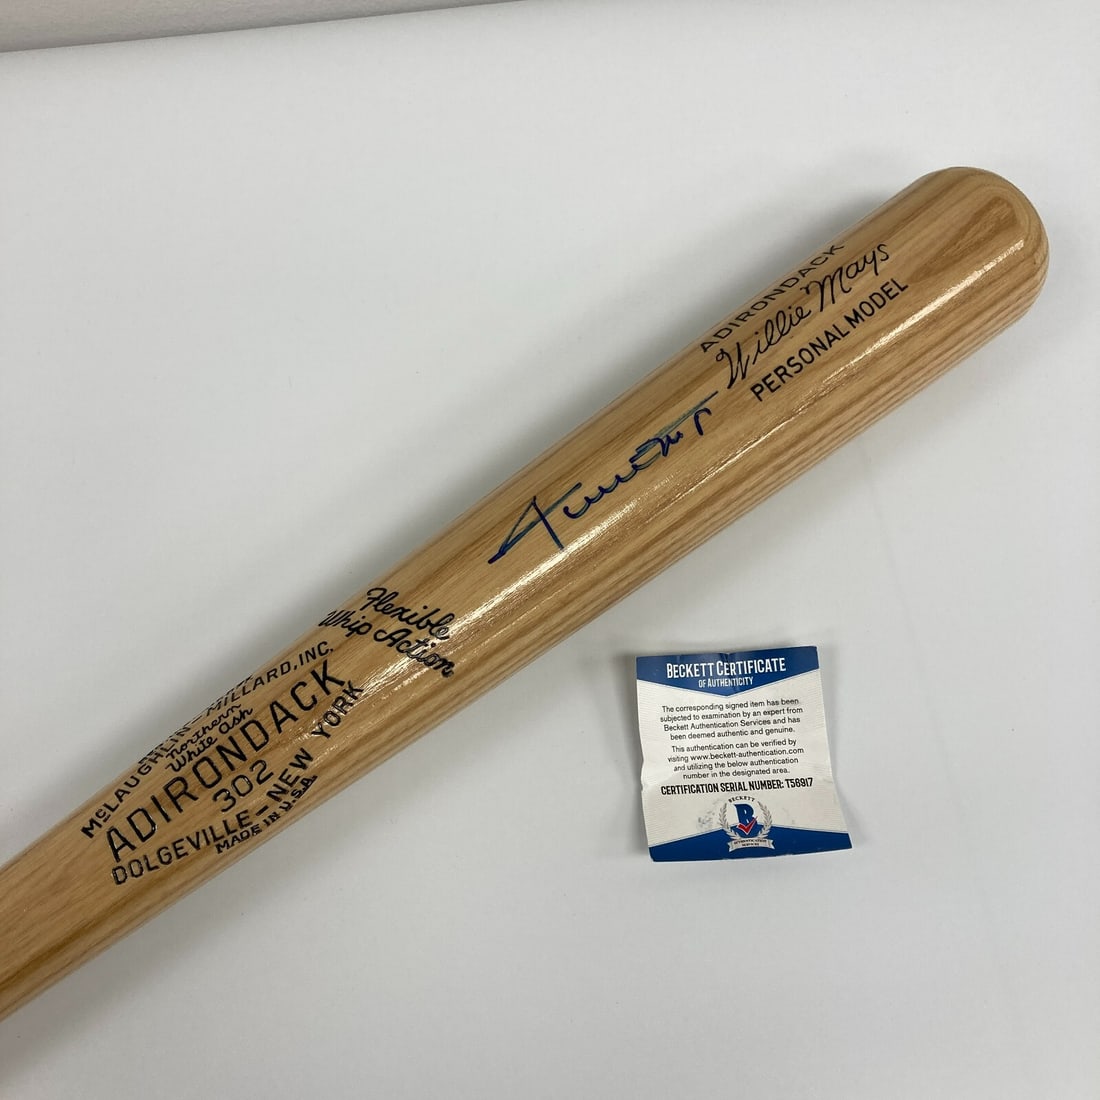 ADIRONDACK
Willie Mays
PERSONAL MODEL
Flexible
Whip Action
McLAUGHLIN-MILLARD, INC.
Northern
White Ash
ADIRONDACK
302
DOLGEVILLE-NEW YORK
MADE IN U.S.A.
BECKETT CERTIFICATE
OF AUTHENTICITY
The corresponding signed item has been
subjected to examination by an expert from
Beckett Authentication Services and has
been deemed authentic and genuine.
This authentication can be verified by
visiting www.beckett-authentication.com
and utilizing the below authentication
number in the designated area.
CERTIFICATION SERIAL NUMBER: T56917
BECKETT
B
AUTHENTICATION
SERVICES